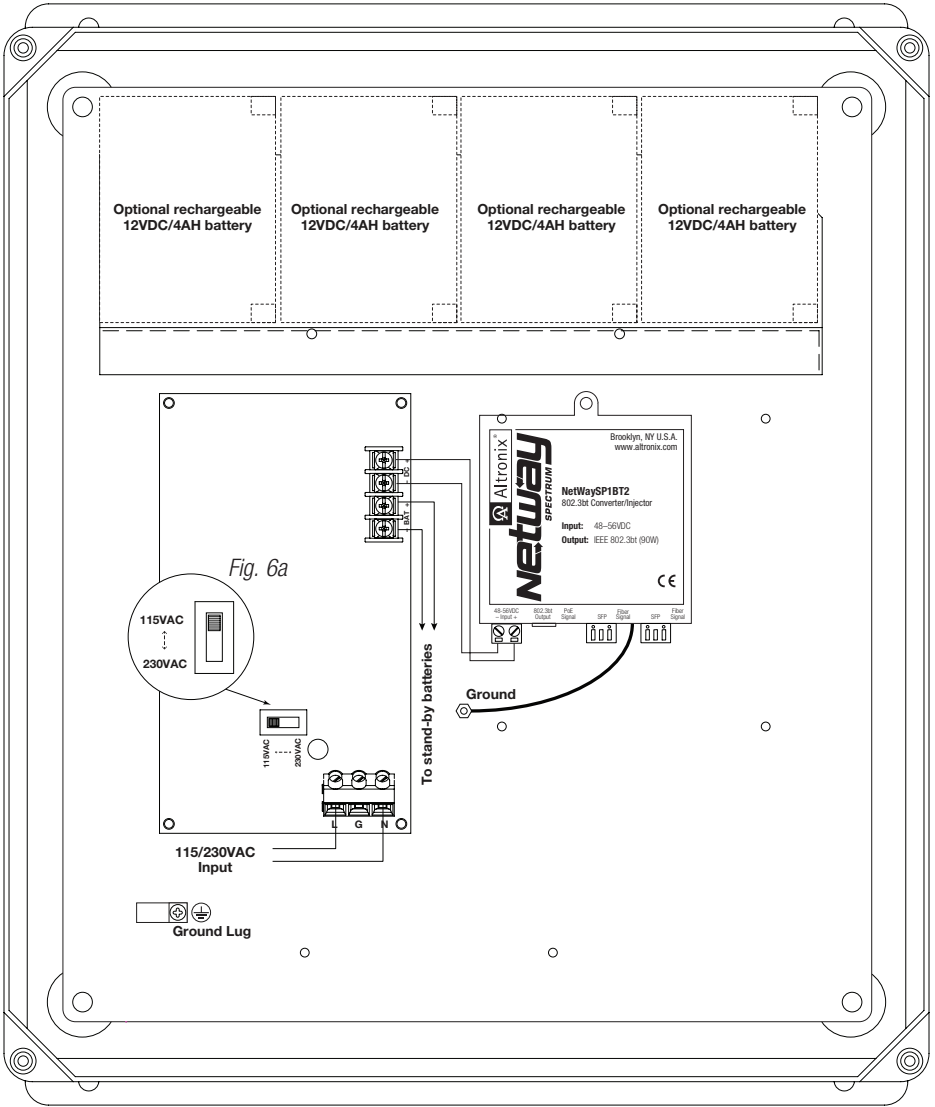 Optional rechargeable
12VDC/4AH battery
Optional rechargeable
12VDC/4AH battery
Optional rechargeable
12VDC/4AH battery
Optional rechargeable
12VDC/4AH battery
- DC +
- BAT +
Fig. 6a
115VAC
230VAC
115VAC
230VAC
L G N
115/230VAC
Input
Ground Lug
To stand-by batteries
Altronix®
Netway
SPECTRUM
Brooklyn, NY U.S.A.
www.altronix.com
NetWaySP1BT2
802.3bt Converter/Injector
Input: 48–56VDC
Output: IEEE 802.3bt (90W)
CE
48-56VDC
– Input +
802.3bt
Output
PoE
Signal
SFP
Fiber
Signal
SFP
Fiber
Signal
Ground